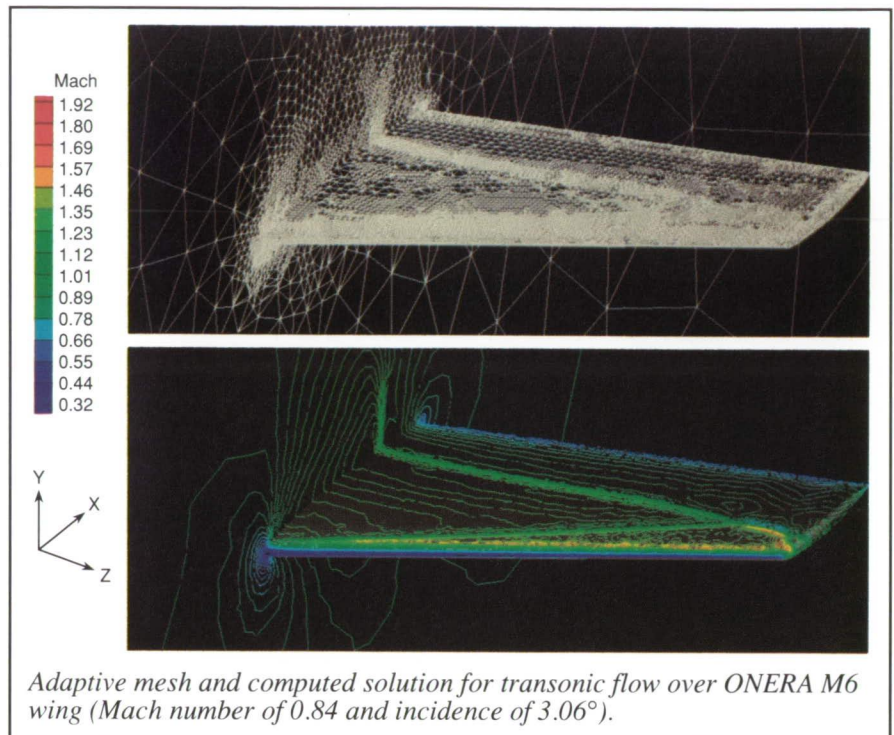 Mach
1.92
1.80
1.69
1.57
1.46
1.35
1.23
1.12
1.01
0.89
0.78
0.66
0.55
0.44
0.32
Y
X
Z
Adaptive mesh and computed solution for transonic flow over ONERA M6
wing (Mach number of 0.84 and incidence of 3.06°).